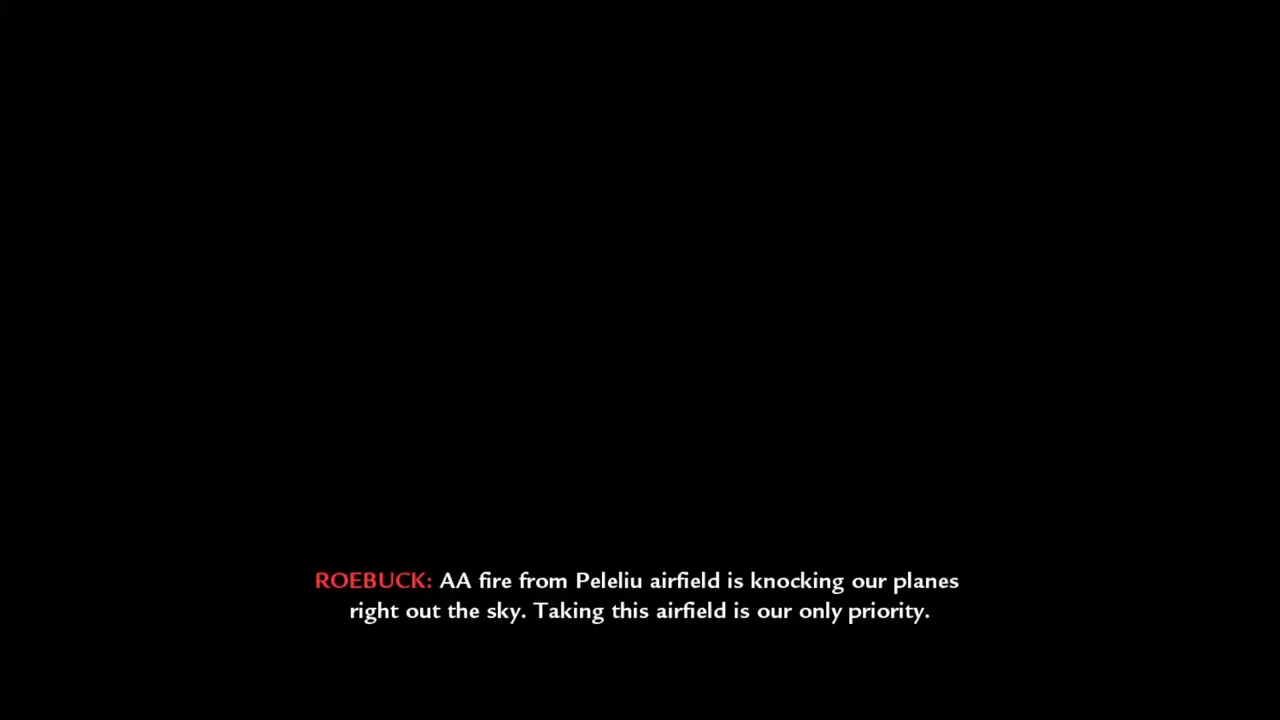 ROEBUCK: AA fire from Peleliu airfield is knocking our planes
right out the sky. Taking this airfield is our only priority.